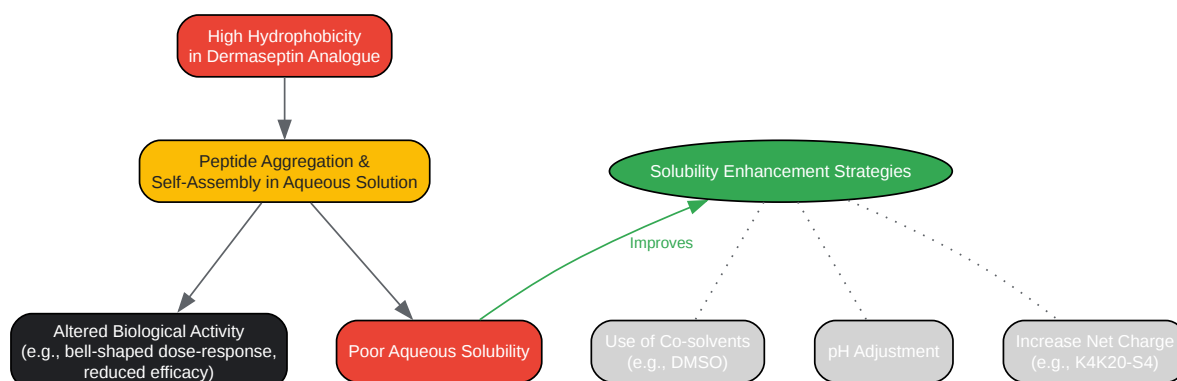 High Hydrophobicity
in Dermaseptin Analogue
Peptide Aggregation &
Self-Assembly in Aqueous Solution
Solubility Enhancement Strategies
Improves
Altered Biological Activity
(e.g., bell-shaped dose-response,
reduced efficacy)
Poor Aqueous Solubility
Use of Co-solvents
(e.g., DMSO)
pH Adjustment
Increase Net Charge
(e.g., K4K20-S4)